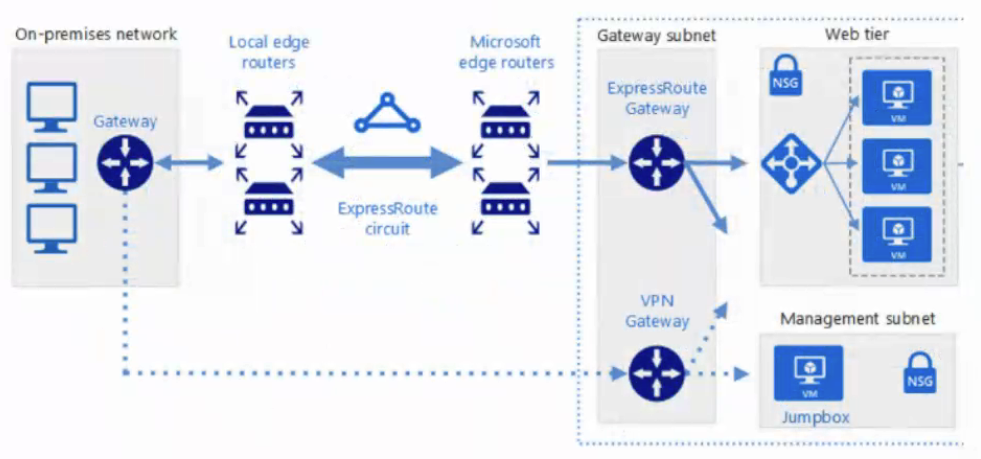 On-premises network
Gateway
Local edge
routers
ExpressRoute
circuit
Microsoft
edge routers
Gateway subnet
ExpressRoute
Gateway
VPN
Gateway
Web tier
NSG
VM
VM
VM
Management subnet
VM
Jumpbox
NSG